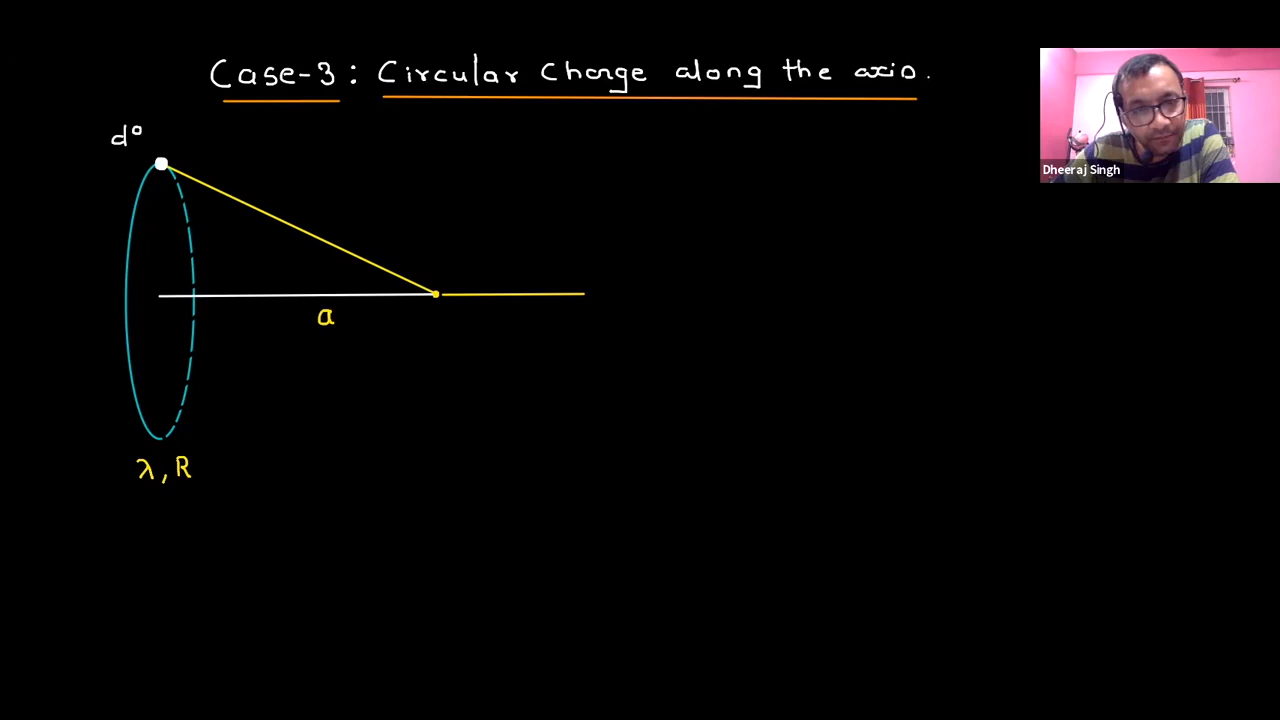 Case-3: Circular Charge along the axis.
Dheeraj Singh
a
λ, R